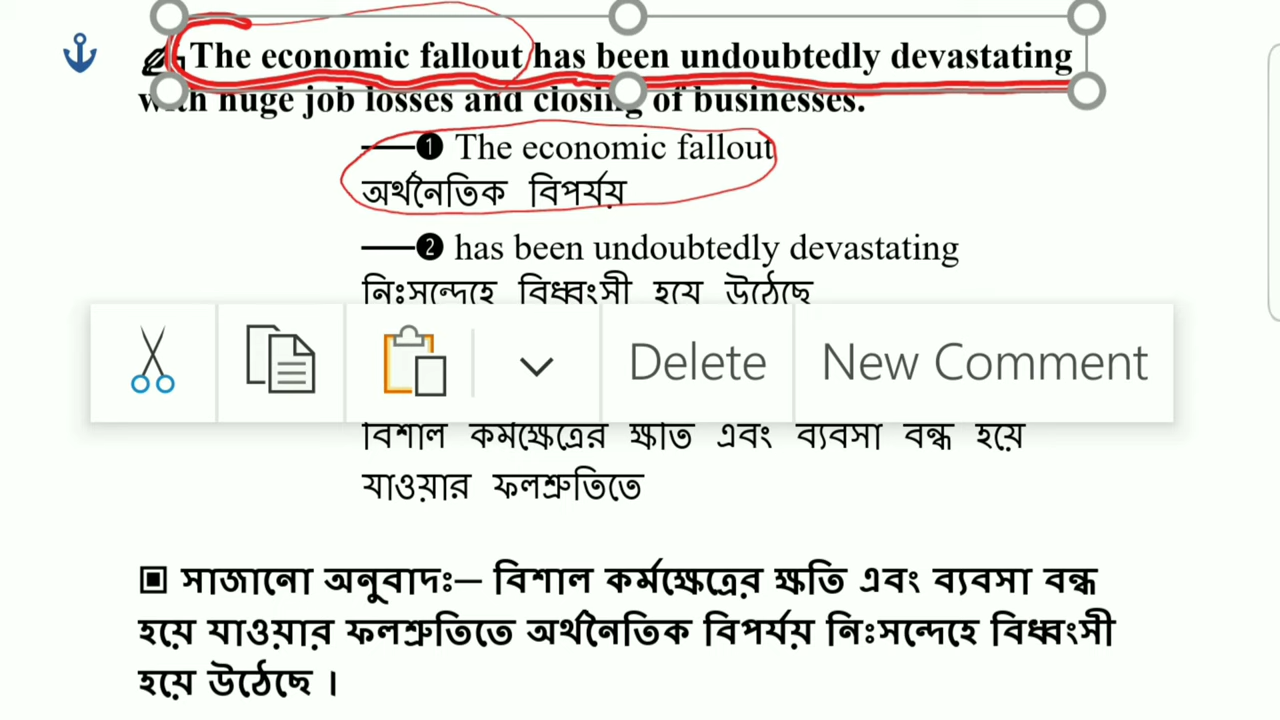 The economic fallout has been undoubtedly devastating
with huge job losses and closing of businesses.
1 The economic fallout
অর্থনৈতিক বিপর্যয়
2 has been undoubtedly devastating
নিঃসন্দেহে বিধ্বংসী হয়ে উঠেছে
Delete New Comment
বিশাল কর্মক্ষেত্রের ক্ষতি এবং ব্যবসা বন্ধ হয়ে
যাওয়ার ফলশ্রুতিতে
▣ সাজানো অনুবাদঃ— বিশাল কর্মক্ষেত্রের ক্ষতি এবং ব্যবসা বন্ধ
হয়ে যাওয়ার ফলশ্রুতিতে অর্থনৈতিক বিপর্যয় নিঃসন্দেহে বিধ্বংসী
হয়ে উঠেছে ।